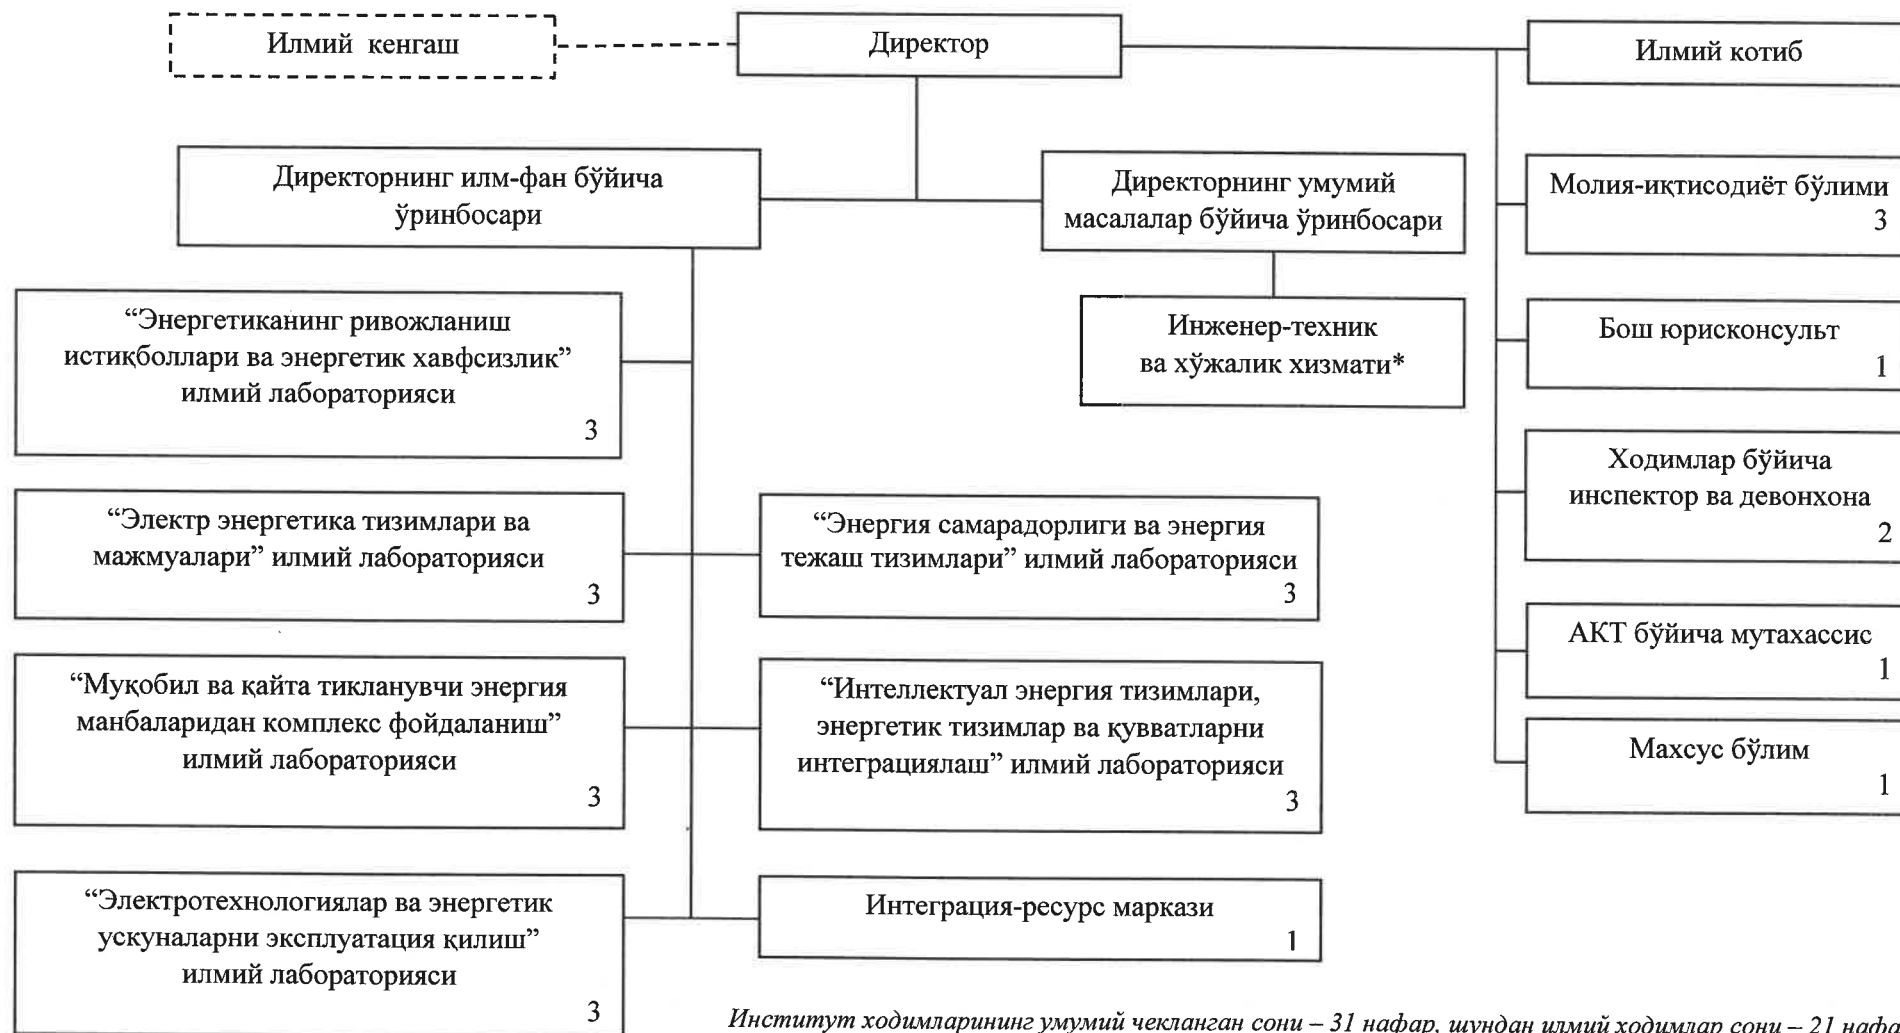 Илмий кенгаш
Директор
Илмий котиб
Директорнинг илм-фан бўйича
ўринбосари
Директорнинг умумий
масалалар бўйича ўринбосари
Молия-иқтисодиёт бўлими
3
“Энергетиканинг ривожланиш
истиқболлари ва энергетик хавфсизлик”
илмий лабораторияси
3
Инженер-техник
ва хўжалик хизмати*
Бош юрисконсульт
1
Ходимлар бўйича
инспектор ва девонхона
2
“Электр энергетика тизимлари ва
мажмуалари” илмий лабораторияси
3
“Энергия самарадорлиги ва энергия
тежаш тизимлари” илмий лабораторияси
3
АКТ бўйича мутахассис
1
“Муқобил ва қайта тикланувчи энергия
манбаларидан комплекс фойдаланиш”
илмий лабораторияси
3
“Интеллектуал энергия тизимлари,
энергетик тизимлар ва қувватларни
интеграциялаш” илмий лабораторияси
3
Махсус бўлим
1
“Электротехнологиялар ва энергетик
ускуналарни эксплуатация қилиш”
илмий лабораторияси
3
Интеграция-ресурс маркази
1
Институт ходимларининг умумий чекланган сони – 31 нафар, шундан илмий ходимлар сони – 21 нафа